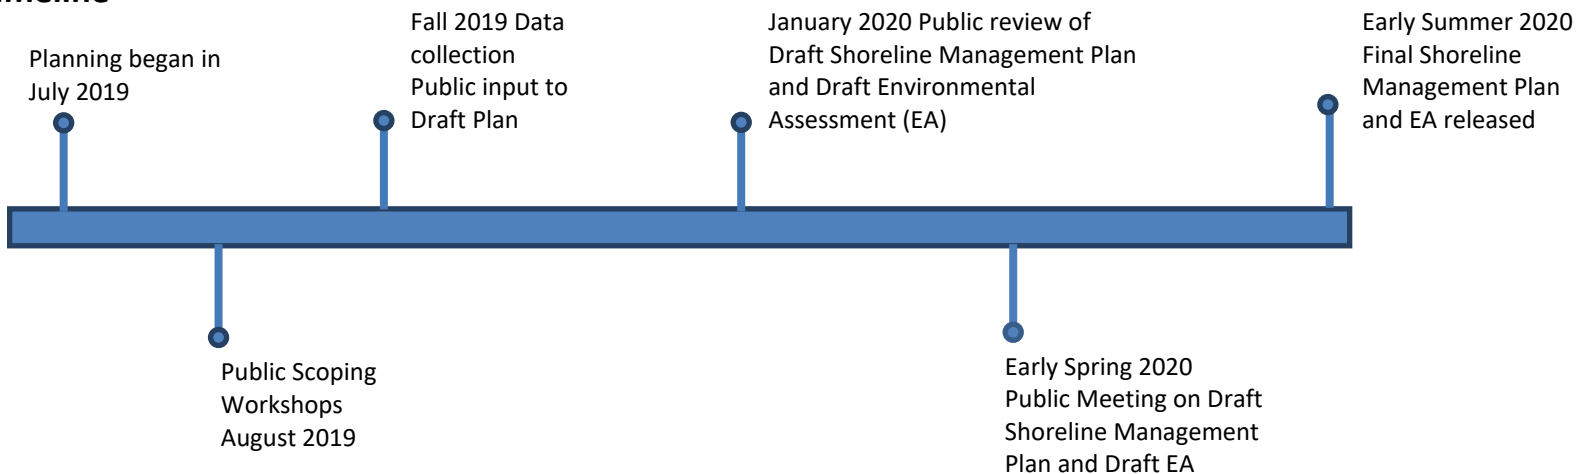 Planning began in
July 2019
Public Scoping
Workshops
August 2019
Fall 2019 Data
collection
Public input to
Draft Plan
January 2020 Public review of
Draft Shoreline Management Plan
and Draft Environmental
Assessment (EA)
Early Spring 2020
Public Meeting on Draft
Shoreline Management
Plan and Draft EA
Early Summer 2020
Final Shoreline
Management Plan
and EA released